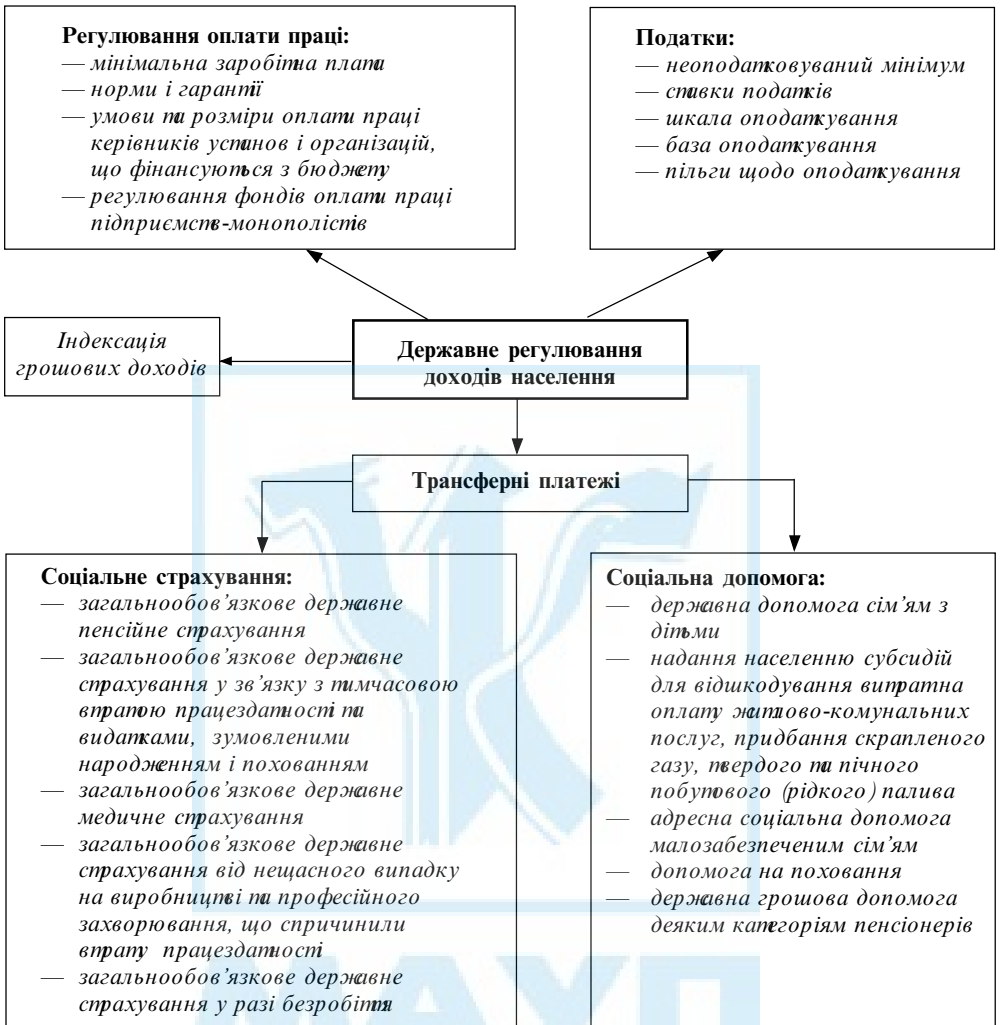 Регулювання оплати праці:
— мінімальна заробітна плата
— норми і гарантії
— умови та розміри оплати праці
керівників установ і організацій,
що фінансуються з бюджету
— регулювання фондів оплати праці
підприємств-монополістів
Податки:
— неоподатковуваний мінімум
— ставки податків
— шкала оподаткування
— база оподаткування
— пільги щодо оподаткування
Індексація
грошових доходів
Державне регулювання
доходів населення
Трансферні платежі
Соціальне страхування:
— загальнообов’язкове державне
пенсійне страхування
— загальнообов’язкове державне
страхування у зв’язку з тимчасовою
втратою працездатності та
видатками, зумовленими
народженням і похованням
— загальнообов’язкове державне
медичне страхування
— загальнообов’язкове державне
страхування від нещасного випадку
на виробництві та професійного
захворювання, що спричинили
втрату працездатності
— загальнообов’язкове державне
страхування у разі безробіття
Соціальна допомога:
— державна допомога сім’ям з
дітьми
— надання населенню субсидій
для відшкодування витрат на
оплату житлово-комунальних
послуг, придбання скрапленого
газу, твердого та пічного
побутового (рідкого) палива
— адресна соціальна допомога
малозабезпеченим сім’ям
— допомога на поховання
— державна грошова допомога
деяким категоріям пенсіонерів
МАУП